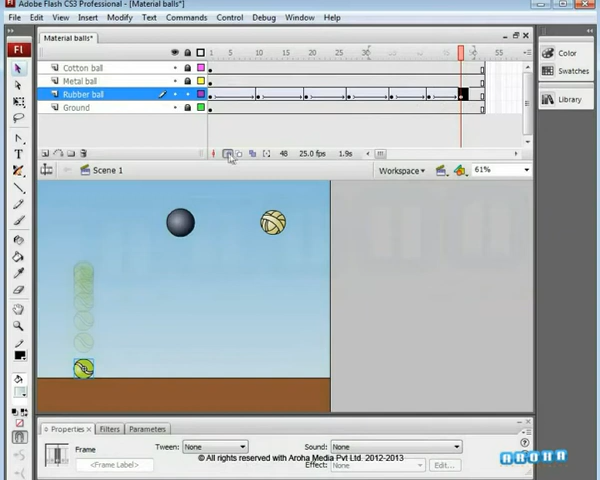 Adobe Flash CS3 Professional - [Material balls*]
File Edit View Insert Modify Text Commands Control Debug Window Help
Fl
Material balls*
1 5 10 15 20 25 30 35 40 50 55
Cotton ball
Metal ball
Rubber ball
Ground
48 25.0 fps 1.9s
Scene 1
Workspace
61%
Color
Swatches
Library
Properties Filters Parameters
Frame
Tween: None
Sound: None
<Frame Label>
Effect: None
Edit...
© All rights reserved with Aroha Media Pvt Ltd. 2012-2013
AROHA